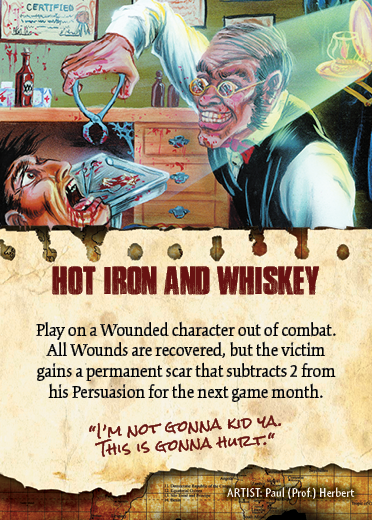 CERTIFIED
HOT IRON AND WHISKEY
Play on a Wounded character out of combat.
All Wounds are recovered, but the victim
gains a permanent scar that subtracts 2 from
his Persuasion for the next game month.
"I'M NOT GONNA KID YA.
THIS IS GONNA HURT."
ARTIST: Paul (Prof.) Herbert